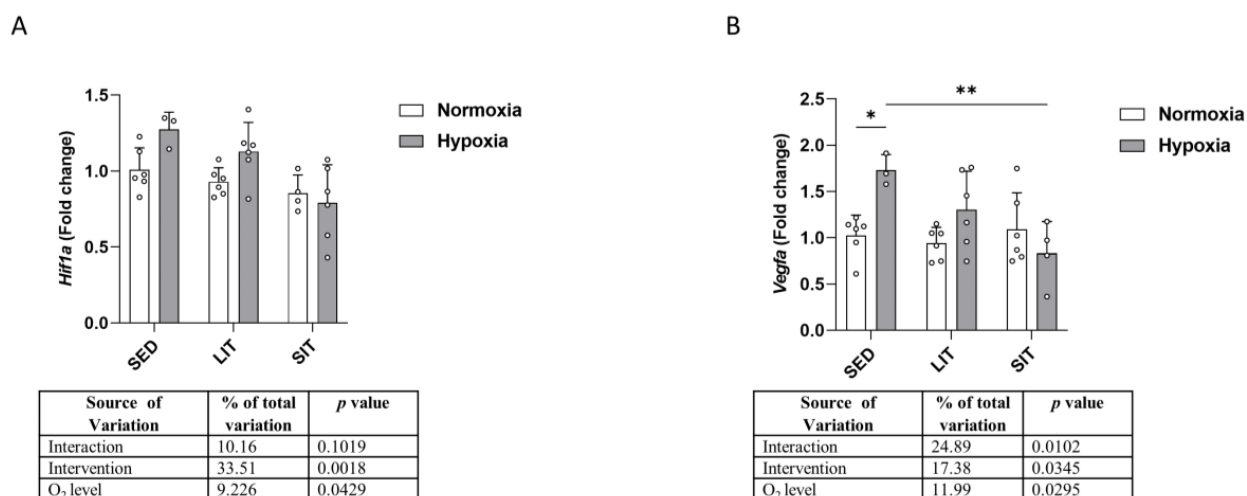 A
B
Hif1a (Fold change)
1.5
1.0
0.5
0.0
SED
LIT
SIT
Normoxia
Hypoxia
Vegfa (Fold change)
2.5
2.0
1.5
1.0
0.5
0.0
*
**
SED
LIT
SIT
Normoxia
Hypoxia
Source of Variation | % of total variation | p value
Interaction | 10.16 | 0.1019
Intervention | 33.51 | 0.0018
O₂ level | 9.226 | 0.0429
Source of Variation | % of total variation | p value
Interaction | 24.89 | 0.0102
Intervention | 17.38 | 0.0345
O₂ level | 11.99 | 0.0295